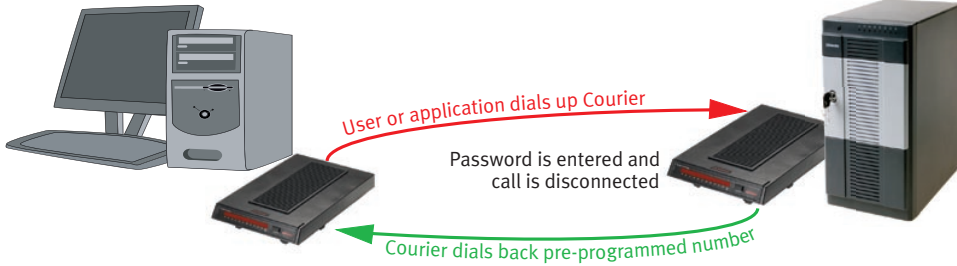 User or application dials up Courier
Password is entered and
call is disconnected
Courier dials back pre-programmed number